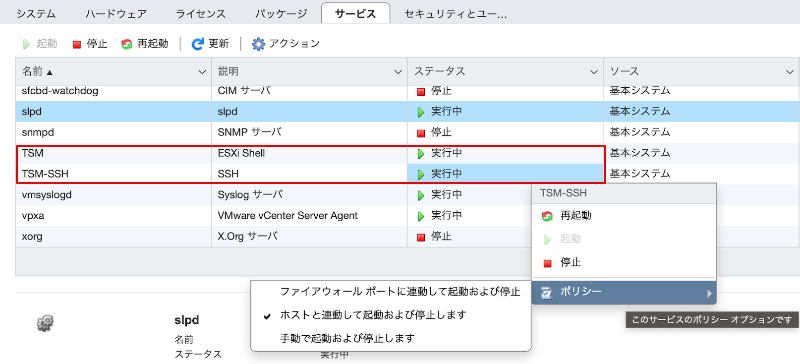 システム ハードウェア ライセンス パッケージ サービス セキュリティとユー...
起動 停止 再起動 更新 アクション
名前 ▲ 説明 ステータス ソース
sfcbd-watchdog CIM サーバ 停止 基本システム
slpd slpd 実行中 基本システム
snmpd SNMP サーバ 停止 基本システム
TSM ESXi Shell 実行中 基本システム
TSM-SSH SSH 実行中 基本システム
vmsyslogd Syslog サーバ 実行中
vpxa VMware vCenter Server Agent 実行中
xorg X.Org サーバ 停止
TSM-SSH
再起動
起動
停止
ポリシー
ファイアウォール ポートに連動して起動および停止
ホストと連動して起動および停止します
手動で起動および停止します
このサービスのポリシー オプションです
slpd
名前
ステータス 実行中